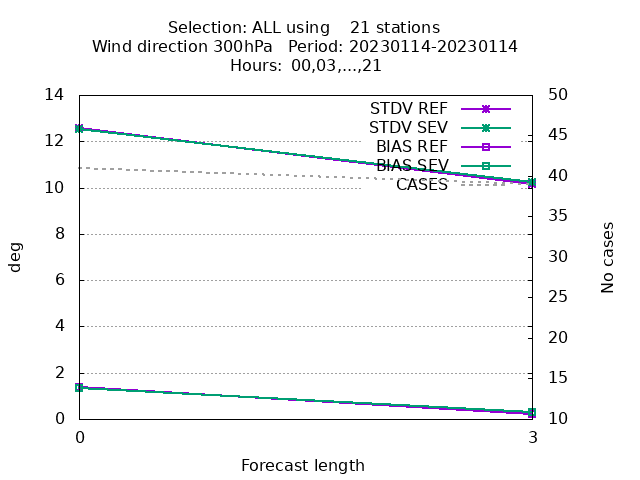 Selection: ALL using    21 stations
Wind direction 300hPa   Period: 20230114-20230114
Hours:  00,03,...,21
14
12
10
8
6
4
2
0
50
45
40
35
30
25
20
15
10
STDV REF
STDV SEV
BIAS REF
BIAS SEV
CASES
deg
No cases
0
3
Forecast length